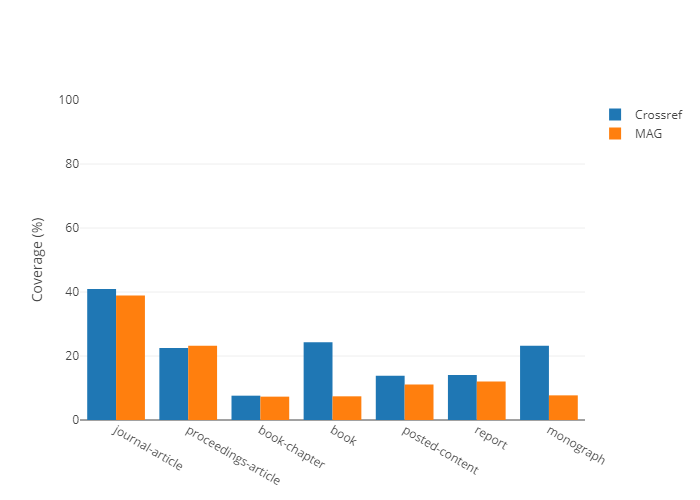 100
80
60
40
20
0
Coverage (%)
journal-article
proceedings-article
book-chapter
book
posted-content
report
monograph
Crossref
MAG